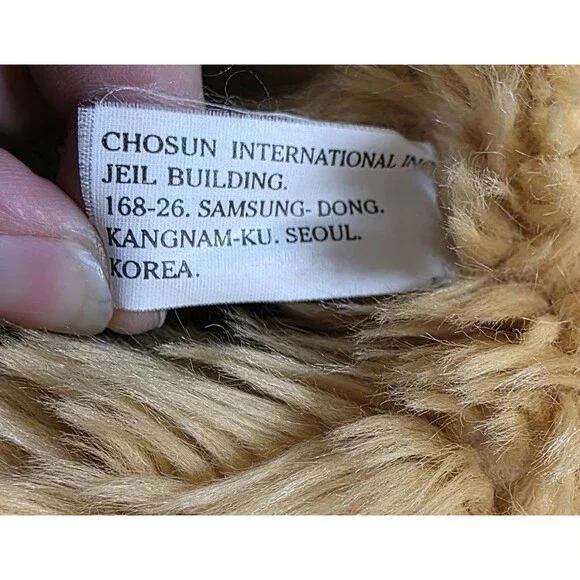 CHOSUN INTERNATIONAL INC
JEIL BUILDING.
168-26. SAMSUNG-DONG.
KANGNAM-KU. SEOUL.
KOREA.